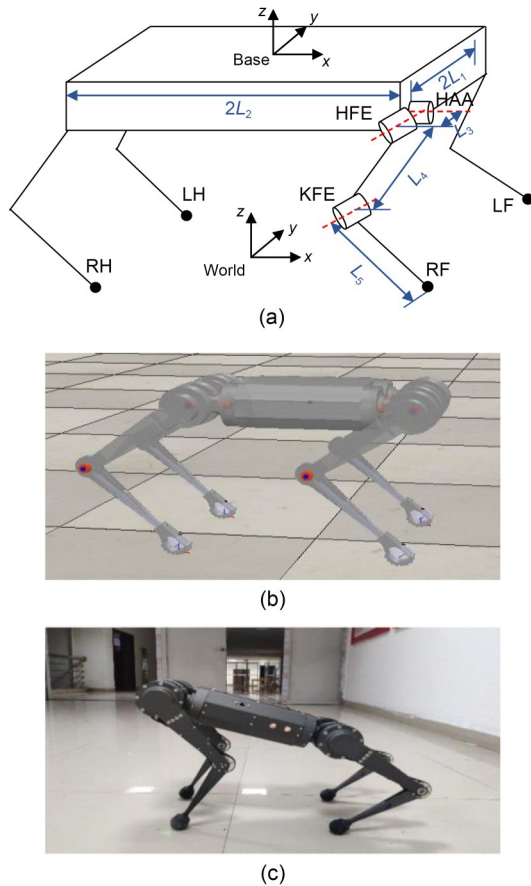 z
y
Base
x
2L₁
2L₂
HFE
HAA
L₃
L₄
KFE
LH
LF
z
y
World
x
RH
L₅
RF
(a)
(b)
(c)